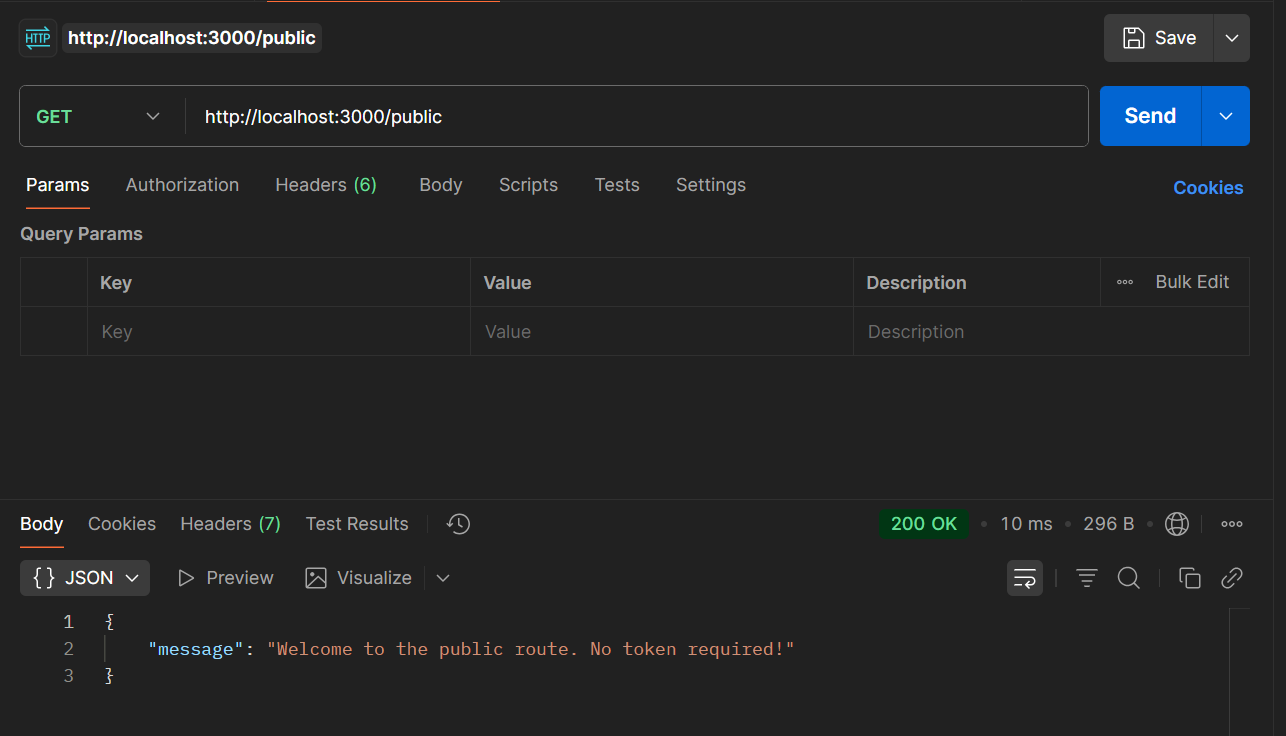 HTTP http://localhost:3000/public Save
GET http://localhost:3000/public Send
Params Authorization Headers (6) Body Scripts Tests Settings Cookies
Query Params
Key Value Description Bulk Edit
Key Value Description
Body Cookies Headers (7) Test Results 200 OK • 10 ms • 296 B •
{ } JSON Preview Visualize
1 {
2 "message": "Welcome to the public route. No token required!"
3 }